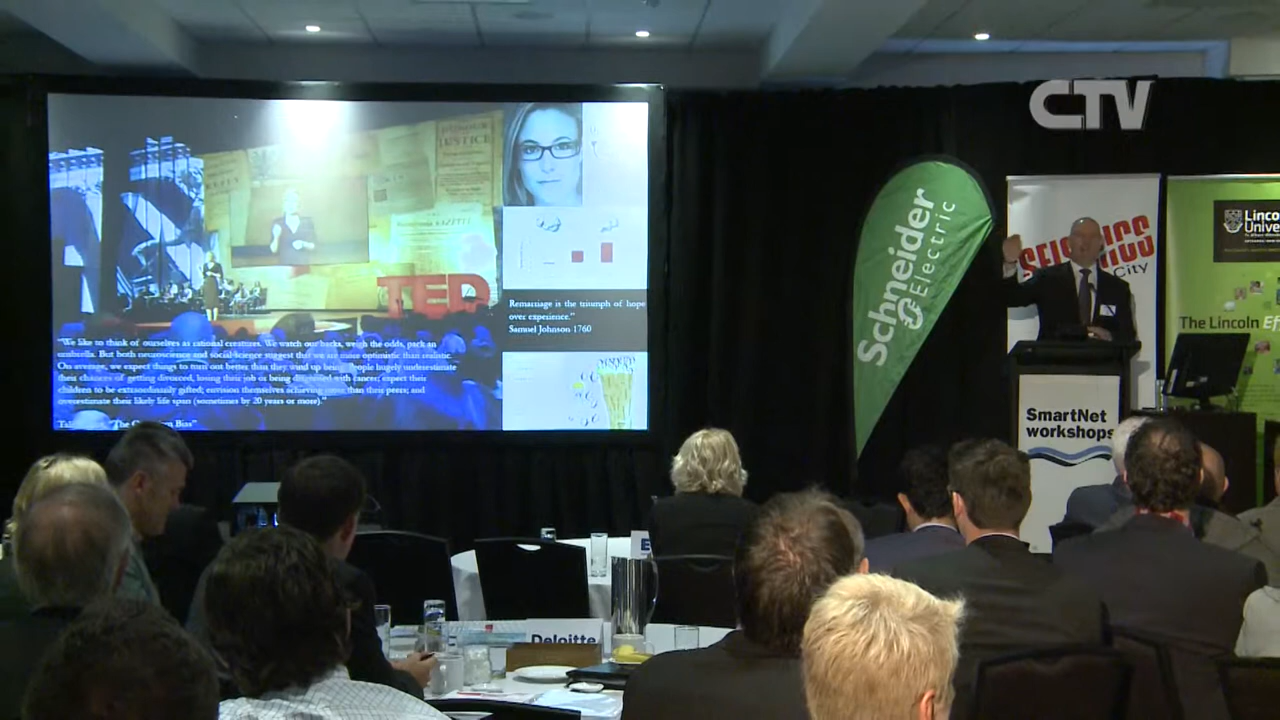 CTV
JUSTICE
TED
Remarriage is the triumph of hope
over experience."
Samuel Johnson 1760
"We like to think of ourselves as rational creatures. We watch our backs, weigh the odds, pack an
umbrella. But both neuroscience and social science suggest that we are more optimistic than realistic.
On average, we expect things to turn out better than they wind up being. People hugely underestimate
their chances of getting divorced, losing their job or being diagnosed with cancer; expect their
children to be extraordinarily gifted; envision themselves achieving more than their peers; and
overestimate their likely life span (sometimes by 20 years or more)."
Bias"
Schneider
Electric
City
Lincoln
The Lincoln
SmartNet
workshops
Deloitte